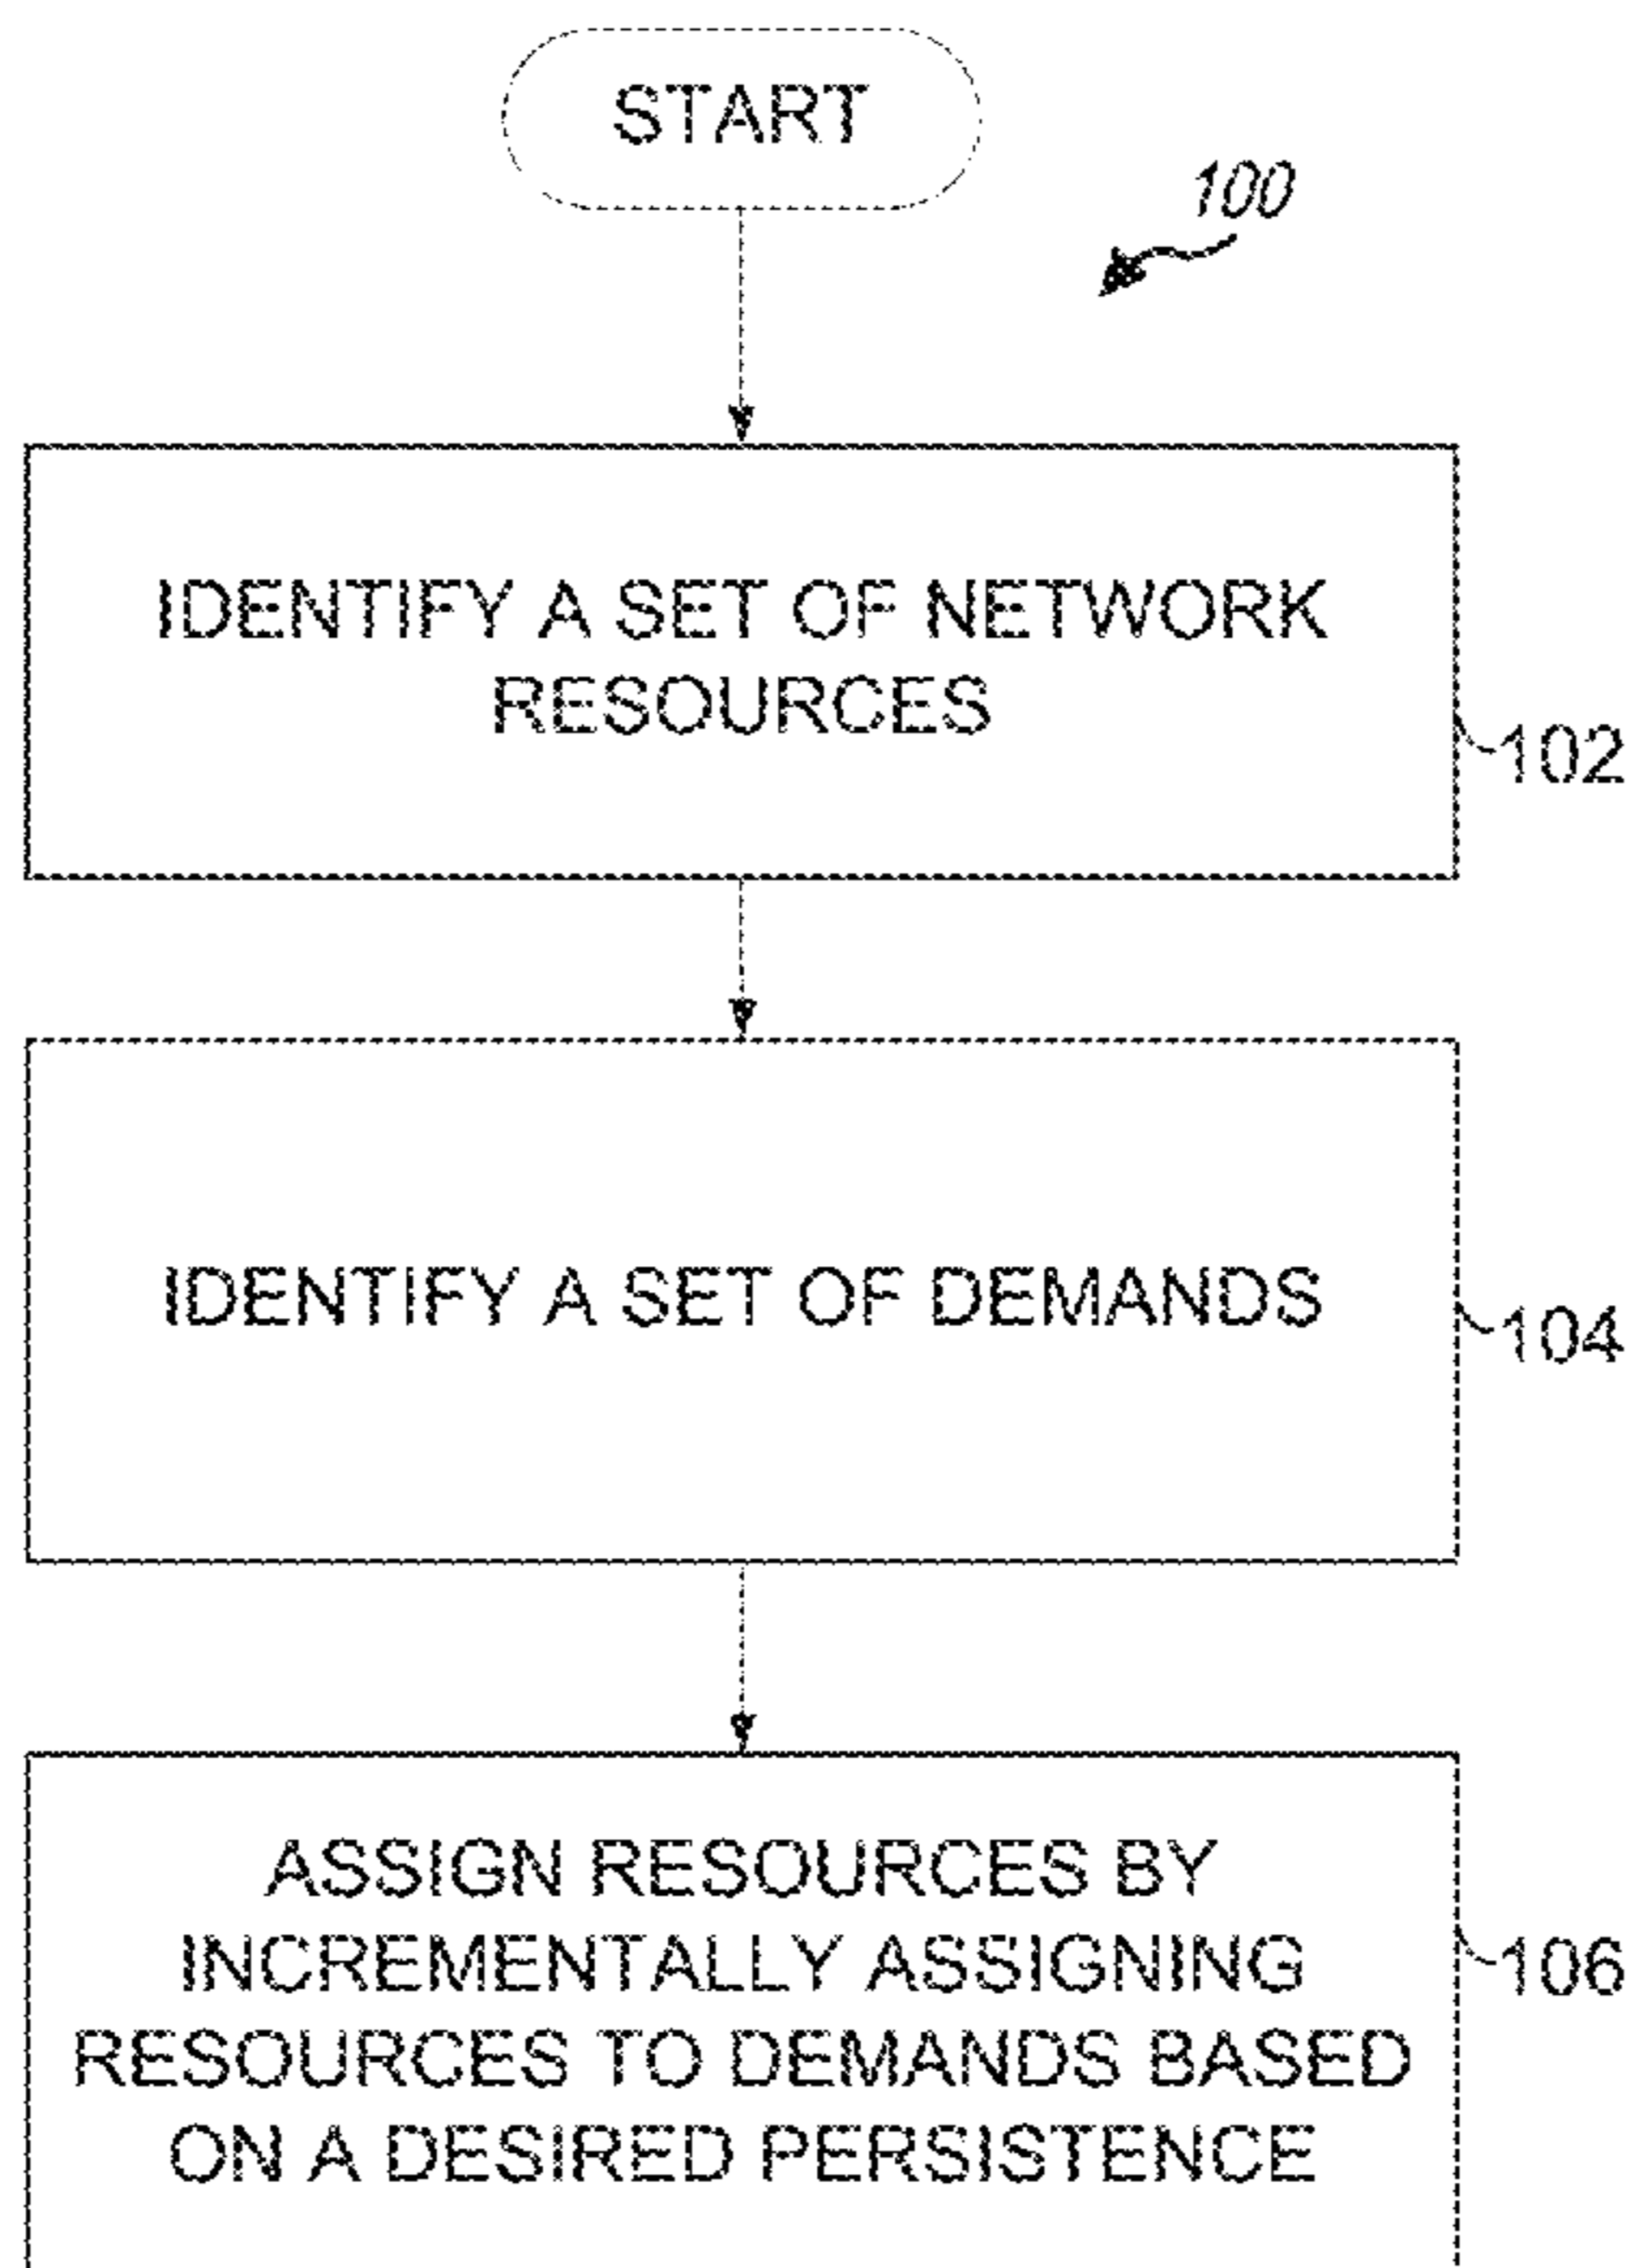 START
100
IDENTIFY A SET OF NETWORK
RESOURCES
102
IDENTIFY A SET OF DEMANDS
104
ASSIGN RESOURCES BY
INCREMENTALLY ASSIGNING
RESOURCES TO DEMANDS BASED
ON A DESIRED PERSISTENCE
106